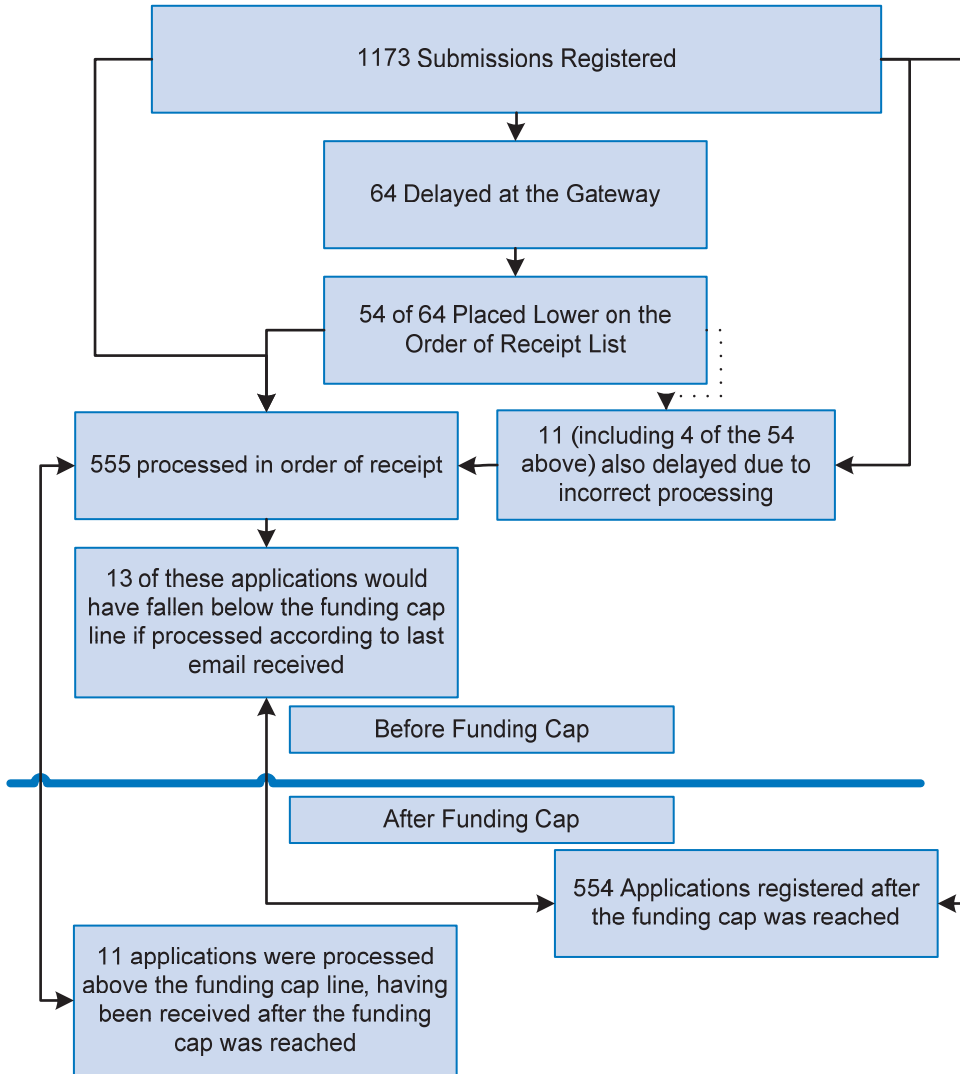 1173 Submissions Registered
64 Delayed at the Gateway
54 of 64 Placed Lower on the
Order of Receipt List
555 processed in order of receipt
11 (including 4 of the 54
above) also delayed due to
incorrect processing
13 of these applications would
have fallen below the funding cap
line if processed according to last
email received
Before Funding Cap
After Funding Cap
554 Applications registered after
the funding cap was reached
11 applications were processed
above the funding cap line, having
been received after the funding
cap was reached